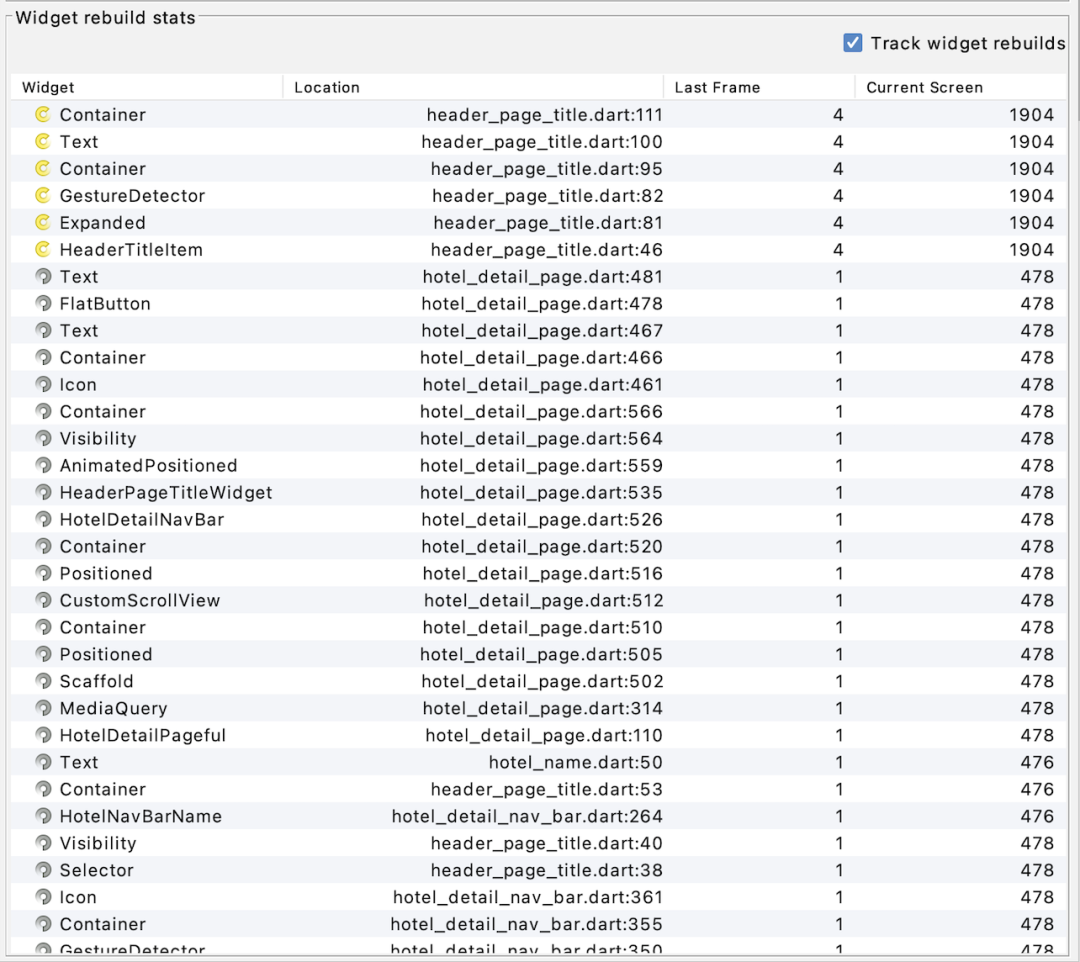 Widget rebuild stats
Track widget rebuilds
Widget Location Last Frame Current Screen
Container header_page_title.dart:111 4 1904
Text header_page_title.dart:100 4 1904
Container header_page_title.dart:95 4 1904
GestureDetector header_page_title.dart:82 4 1904
Expanded header_page_title.dart:81 4 1904
HeaderTitleItem header_page_title.dart:46 4 1904
Text hotel_detail_page.dart:481 1 478
FlatButton hotel_detail_page.dart:478 1 478
Text hotel_detail_page.dart:467 1 478
Container hotel_detail_page.dart:466 1 478
Icon hotel_detail_page.dart:461 1 478
Container hotel_detail_page.dart:566 1 478
Visibility hotel_detail_page.dart:564 1 478
AnimatedPositioned hotel_detail_page.dart:559 1 478
HeaderPageTitleWidget hotel_detail_page.dart:535 1 478
HotelDetailNavBar hotel_detail_page.dart:526 1 478
Container hotel_detail_page.dart:520 1 478
Positioned hotel_detail_page.dart:516 1 478
CustomScrollView hotel_detail_page.dart:512 1 478
Container hotel_detail_page.dart:510 1 478
Positioned hotel_detail_page.dart:505 1 478
Scaffold hotel_detail_page.dart:502 1 478
MediaQuery hotel_detail_page.dart:314 1 478
HotelDetailPageful hotel_detail_page.dart:110 1 478
Text hotel_name.dart:50 1 476
Container header_page_title.dart:53 1 476
HotelNavBarName hotel_detail_nav_bar.dart:264 1 476
Visibility header_page_title.dart:40 1 478
Selector header_page_title.dart:38 1 478
Icon hotel_detail_nav_bar.dart:361 1 478
Container hotel_detail_nav_bar.dart:355 1 478
GestureDetector hotel_detail_nav_bar.dart:350 1 478